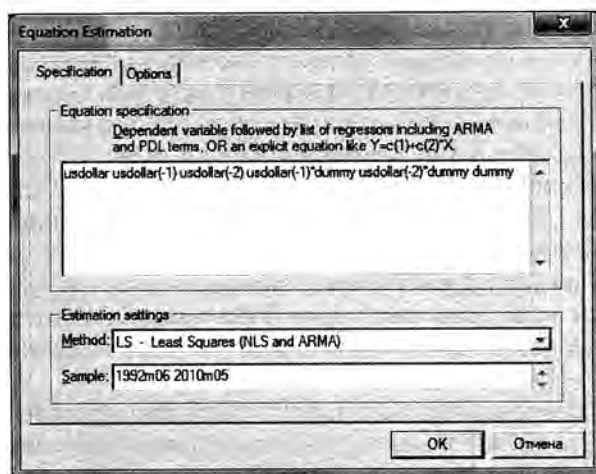 Equation Estimation
X
Specification Options
Equation specification
Dependent variable followed by list of regressors including ARMA
and PDL terms, OR an explicit equation like Y=c(1)+c(2)*X.
usdollar usdollar(-1) usdollar(-2) usdollar(-1)*dummy usdollar(-2)*dummy dummy
Estimation settings
Method: LS - Least Squares (NLS and ARMA)
Sample: 1992m06 2010m05
OK Отмена